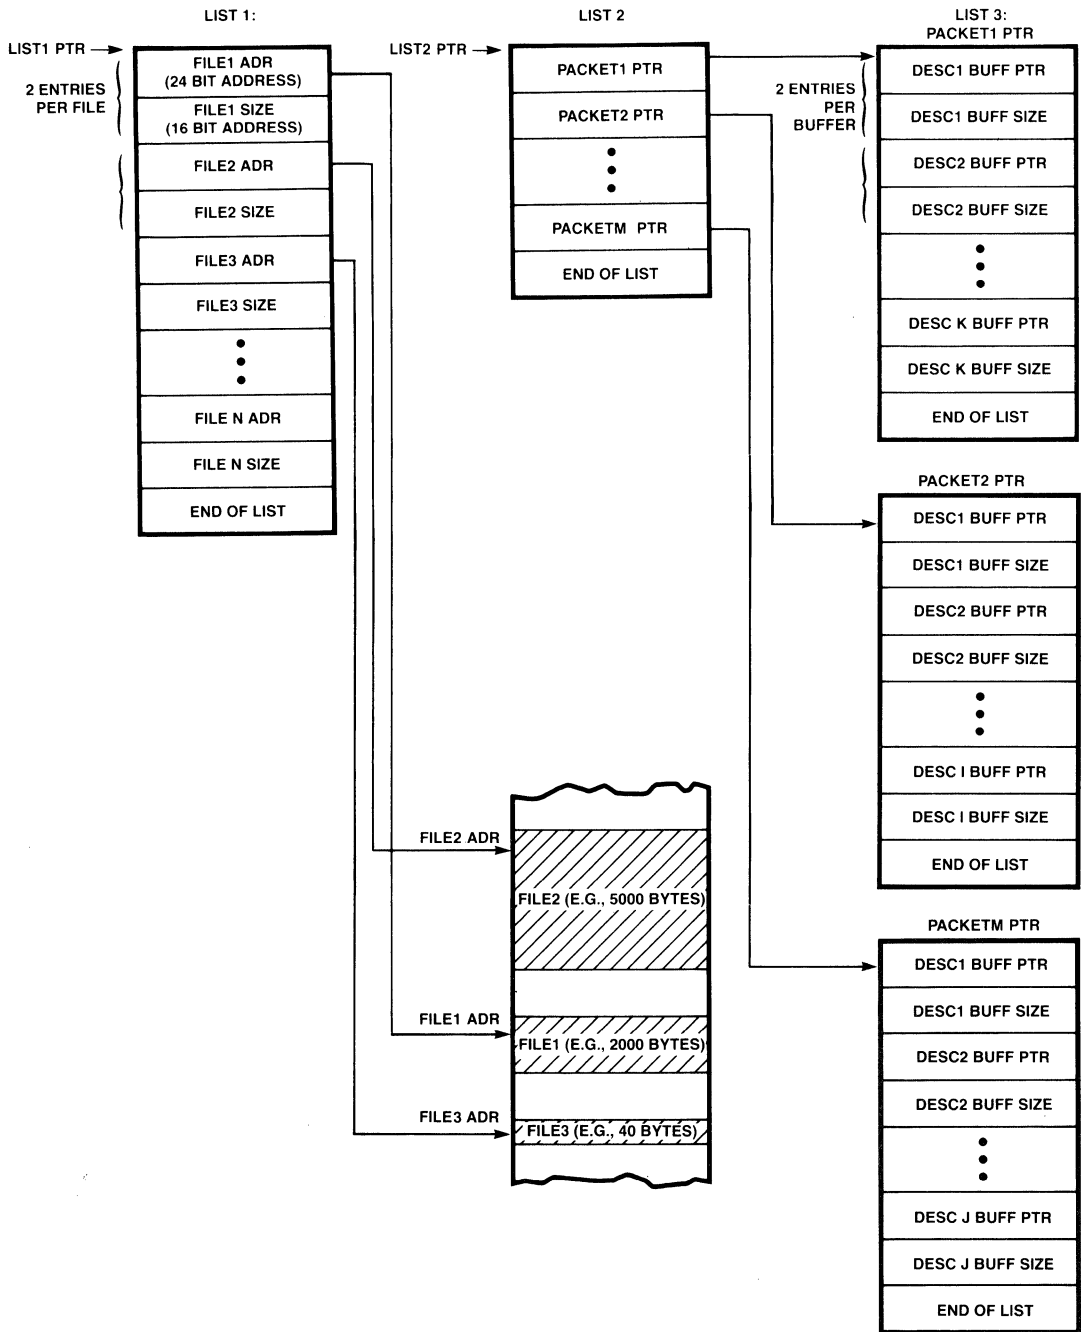 LIST 1:
LIST1 PTR
FILE1 ADR
(24 BIT ADDRESS)
2 ENTRIES
PER FILE
FILE1 SIZE
(16 BIT ADDRESS)
FILE2 ADR
FILE2 SIZE
FILE3 ADR
FILE3 SIZE
FILE N ADR
FILE N SIZE
END OF LIST
LIST 2
LIST2 PTR
PACKET1 PTR
PACKET2 PTR
PACKETM PTR
END OF LIST
FILE2 ADR
FILE2 (E.G., 5000 BYTES)
FILE1 ADR
FILE1 (E.G., 2000 BYTES)
FILE3 ADR
FILE3 (E.G., 40 BYTES)
LIST 3:
PACKET1 PTR
2 ENTRIES
PER
BUFFER
DESC1 BUFF PTR
DESC1 BUFF SIZE
DESC2 BUFF PTR
DESC2 BUFF SIZE
DESC K BUFF PTR
DESC K BUFF SIZE
END OF LIST
PACKET2 PTR
DESC1 BUFF PTR
DESC1 BUFF SIZE
DESC2 BUFF PTR
DESC2 BUFF SIZE
DESC I BUFF PTR
DESC I BUFF SIZE
END OF LIST
PACKETM PTR
DESC1 BUFF PTR
DESC1 BUFF SIZE
DESC2 BUFF PTR
DESC2 BUFF SIZE
DESC J BUFF PTR
DESC J BUFF SIZE
END OF LIST